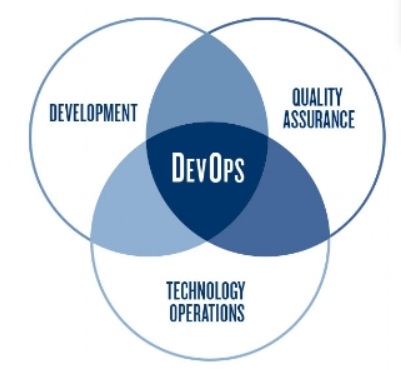 DEVELOPMENT
QUALITY
ASSURANCE
DEVOPS
TECHNOLOGY
OPERATIONS